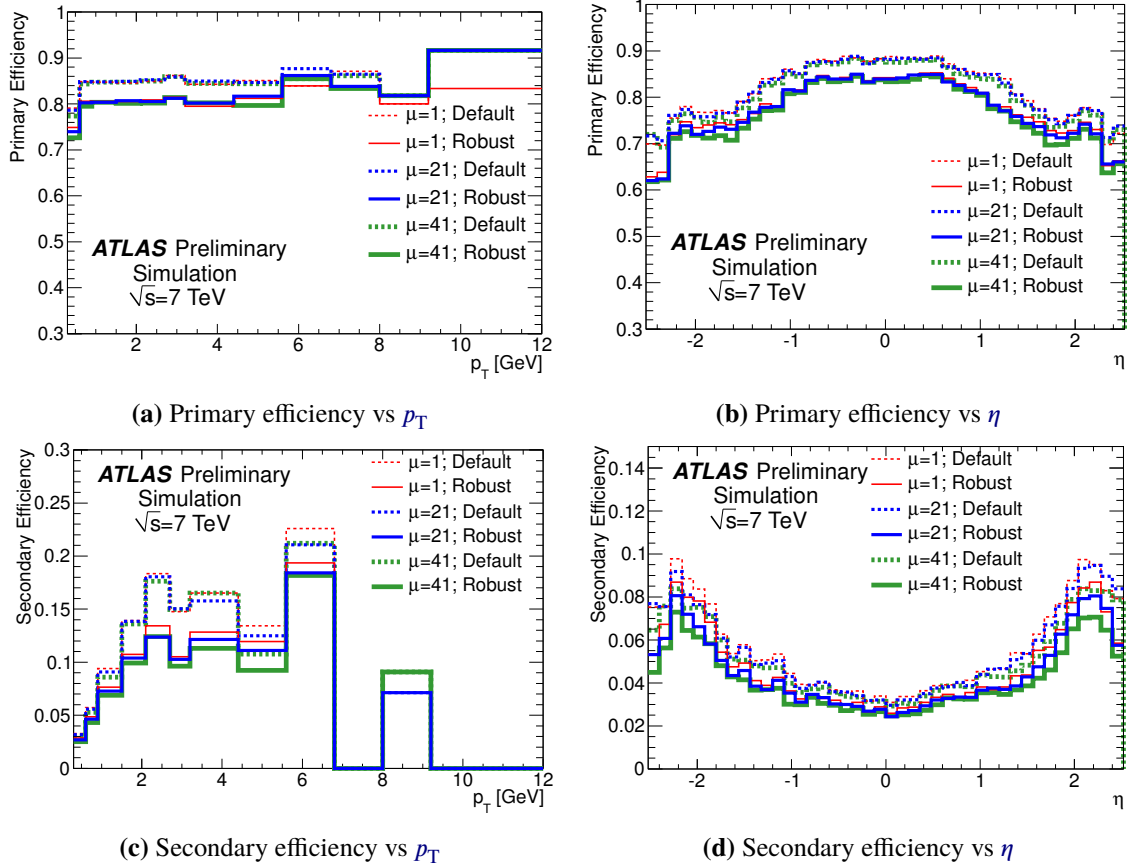 Primary Efficiency
1
0.9
0.8
0.7
0.6
0.5
0.4
0.3
μ=1; Default
μ=1; Robust
μ=21; Default
μ=21; Robust
μ=41; Default
μ=41; Robust
ATLAS Preliminary
Simulation
√s=7 TeV
2 4 6 8 10 12
p_T [GeV]
(a) Primary efficiency vs p_T
Primary Efficiency
1
0.9
0.8
0.7
0.6
0.5
0.4
0.3
μ=1; Default
μ=1; Robust
μ=21; Default
μ=21; Robust
μ=41; Default
μ=41; Robust
ATLAS Preliminary
Simulation
√s=7 TeV
-2 -1 0 1 2
η
(b) Primary efficiency vs η
Secondary Efficiency
0.3
0.25
0.2
0.15
0.1
0.05
0
ATLAS Preliminary
Simulation
√s=7 TeV
μ=1; Default
μ=1; Robust
μ=21; Default
μ=21; Robust
μ=41; Default
μ=41; Robust
2 4 6 8 10 12
p_T [GeV]
(c) Secondary efficiency vs p_T
Secondary Efficiency
0.14
0.12
0.1
0.08
0.06
0.04
0.02
0
ATLAS Preliminary
Simulation
√s=7 TeV
μ=1; Default
μ=1; Robust
μ=21; Default
μ=21; Robust
μ=41; Default
μ=41; Robust
-2 -1 0 1 2
η
(d) Secondary efficiency vs η